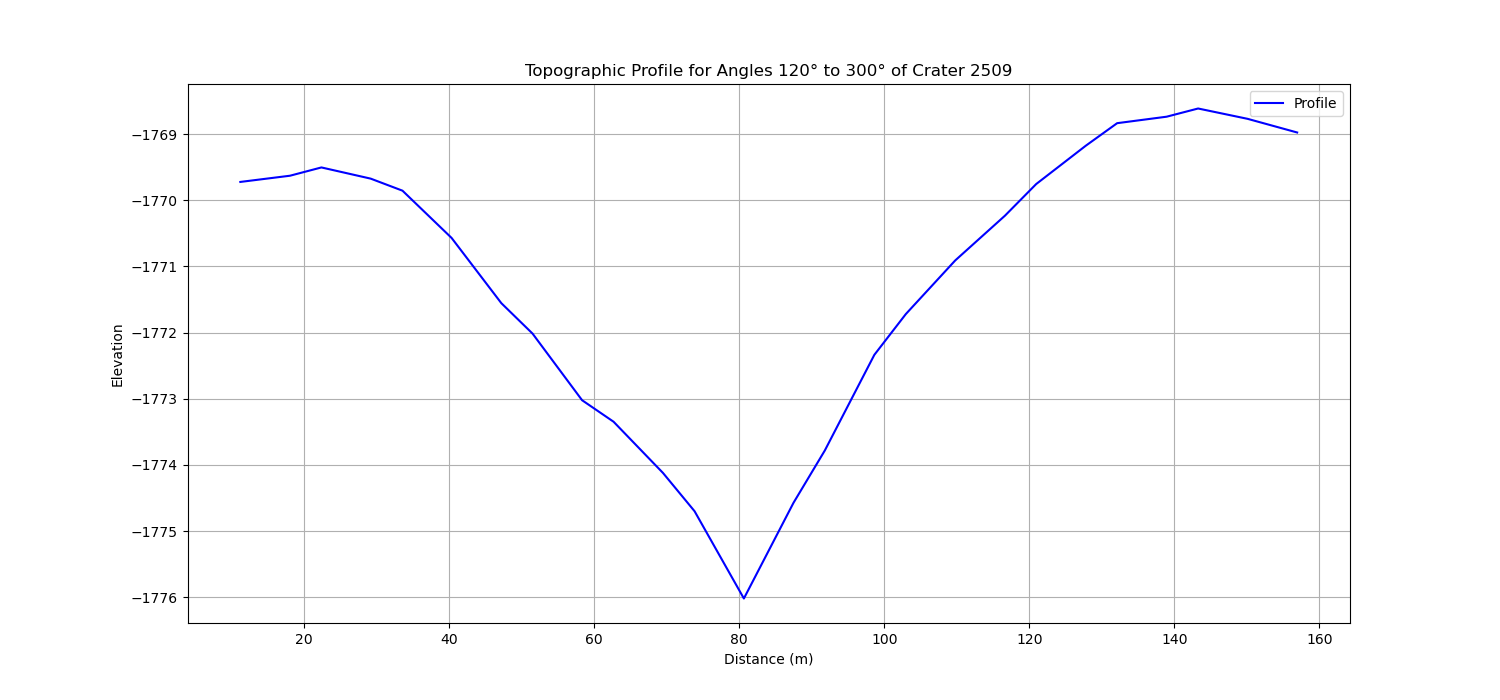 Topographic Profile for Angles 120° to 300° of Crater 2509
Profile
−1769
−1770
−1771
−1772
−1773
−1774
−1775
−1776
Elevation
20 40 60 80 100 120 140 160
Distance (m)